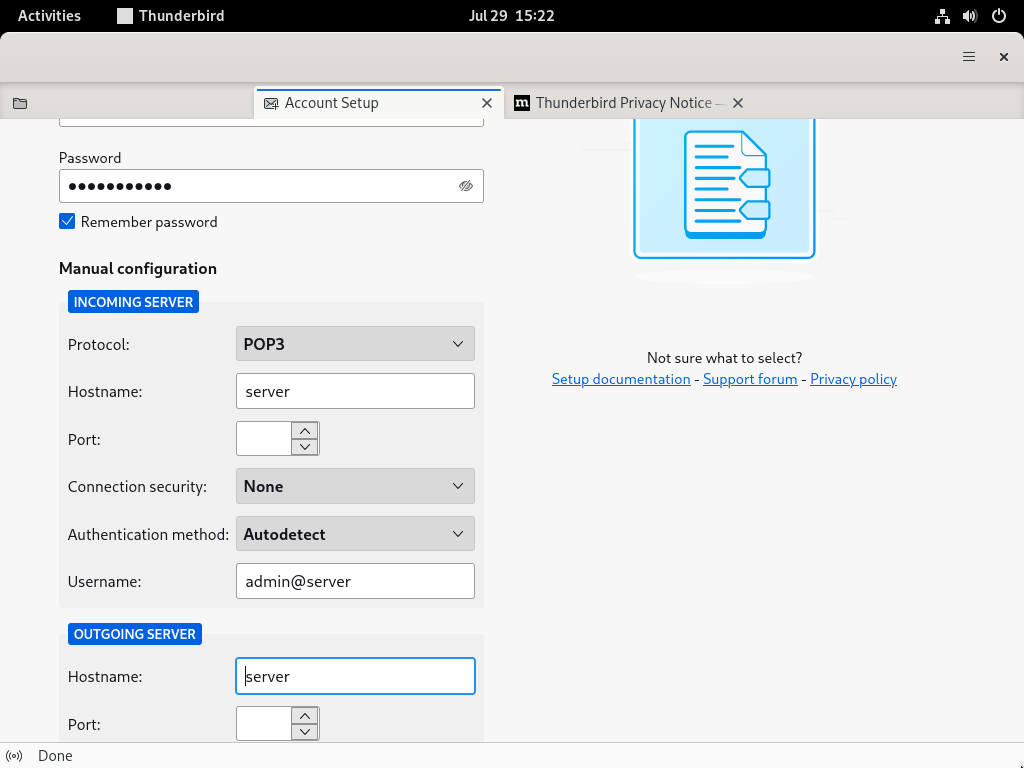 Activities
Thunderbird
Jul 29 15:22
Account Setup
Thunderbird Privacy Notice
Password
●●●●●●●●●●●
Remember password
Manual configuration
INCOMING SERVER
Protocol: POP3
Hostname: server
Port:
Connection security: None
Authentication method: Autodetect
Username: admin@server
OUTGOING SERVER
Hostname: server
Port:
Not sure what to select?
Setup documentation - Support forum - Privacy policy
Done